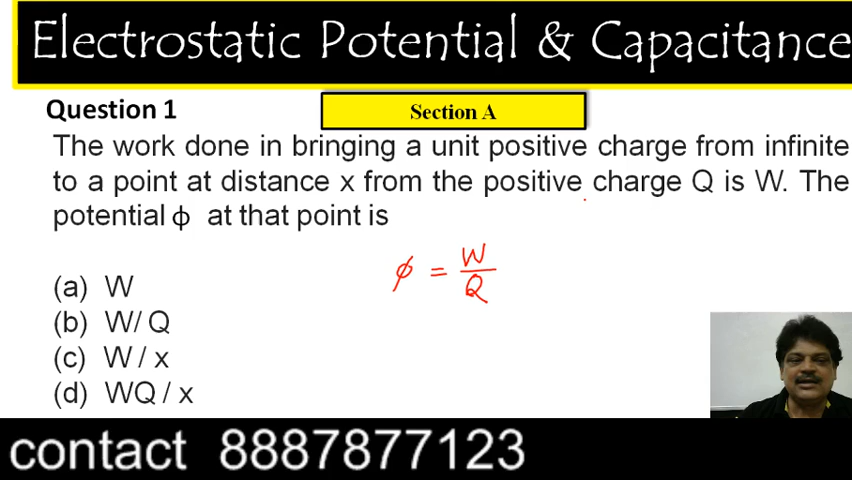 Electrostatic Potential & Capacitance
Question 1
Section A
The work done in bringing a unit positive charge from infinite
to a point at distance x from the positive charge Q is W. The
potential ϕ at that point is
ϕ = W/Q
(a) W
(b) W/ Q
(c) W / x
(d) WQ / x
contact 8887877123